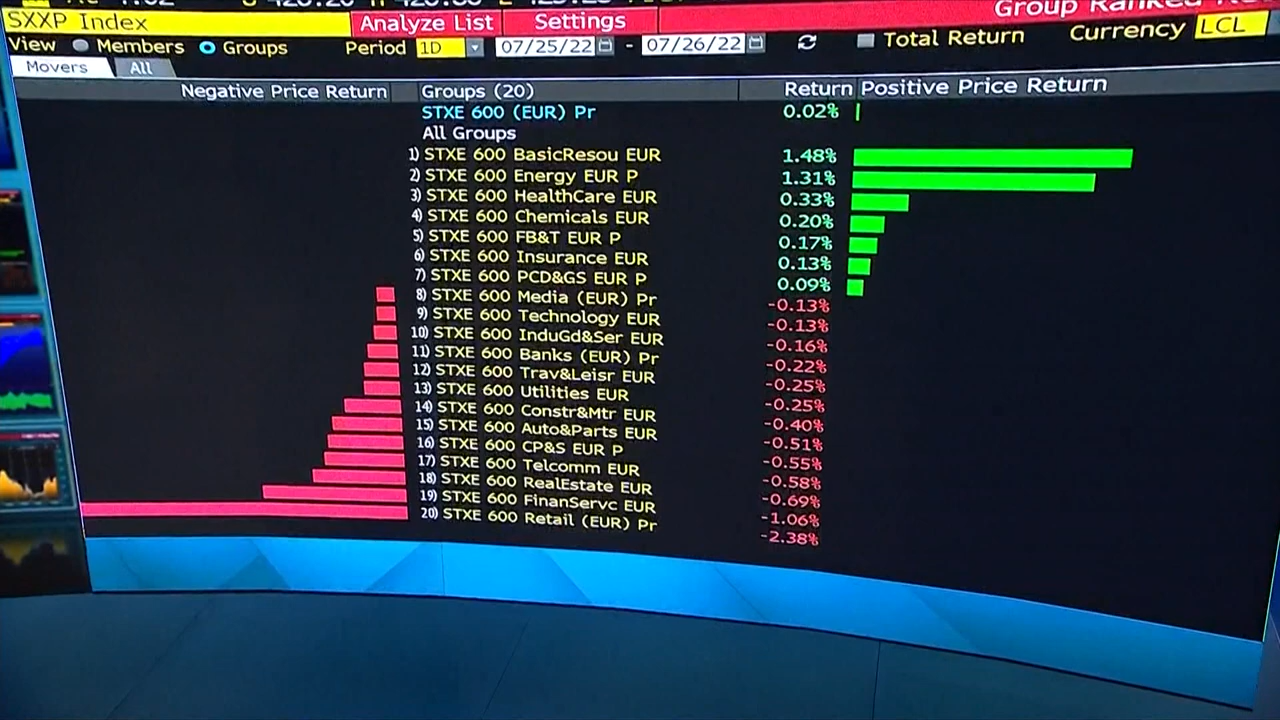 SXXP Index Analyze List Settings Group Ranked
View Members Groups Period 1D 07/25/22 - 07/26/22 Total Return Currency LCL
Movers All
Negative Price Return Groups (20) Return Positive Price Return
STXE 600 (EUR) Pr 0.02%
All Groups
1) STXE 600 BasicResou EUR 1.48%
2) STXE 600 Energy EUR P 1.31%
3) STXE 600 HealthCare EUR 0.33%
4) STXE 600 Chemicals EUR 0.20%
5) STXE 600 FB&T EUR P 0.17%
6) STXE 600 Insurance EUR 0.13%
7) STXE 600 PCD&GS EUR P 0.09%
8) STXE 600 Media (EUR) Pr -0.13%
9) STXE 600 Technology EUR -0.13%
10) STXE 600 InduGd&Ser EUR -0.16%
11) STXE 600 Banks (EUR) Pr -0.22%
12) STXE 600 Trav&Leisr EUR -0.25%
13) STXE 600 Utilities EUR -0.25%
14) STXE 600 Constr&Mtr EUR -0.40%
15) STXE 600 Auto&Parts EUR -0.51%
16) STXE 600 CP&S EUR P -0.55%
17) STXE 600 Telcomm EUR -0.58%
18) STXE 600 RealEstate EUR -0.69%
19) STXE 600 FinanServc EUR -1.06%
20) STXE 600 Retail (EUR) Pr -2.38%